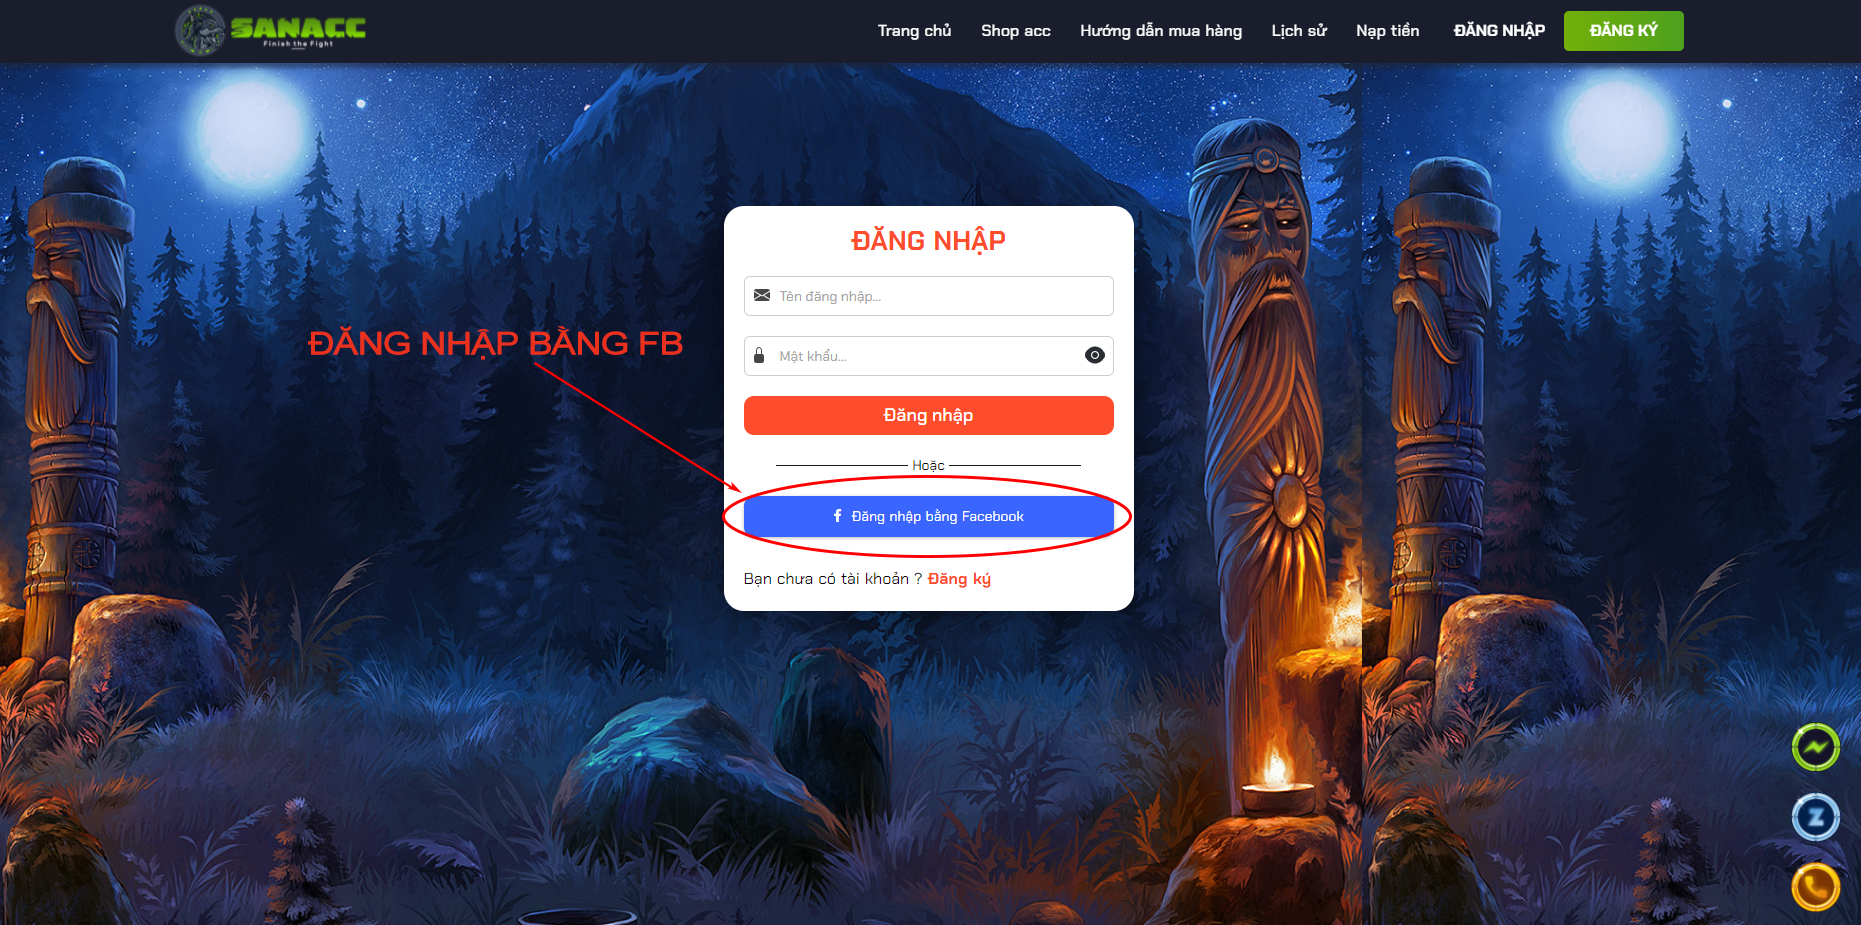 SANACC
Finish the Fight
Trang chủ Shop acc Hướng dẫn mua hàng Lịch sử Nạp tiền ĐĂNG NHẬP ĐĂNG KÝ
ĐĂNG NHẬP
Tên đăng nhập...
ĐĂNG NHẬP BẰNG FB
Mật khẩu...
Đăng nhập
Hoặc
Đăng nhập bằng Facebook
Bạn chưa có tài khoản ? Đăng ký
Z